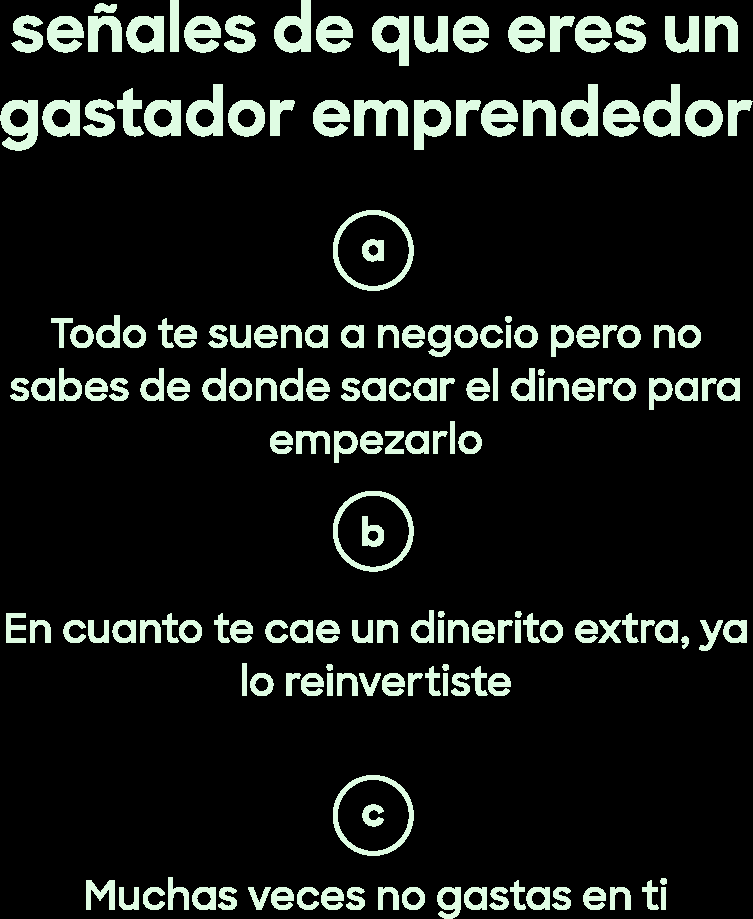 señales de que eres un
gastador emprendedor
a
Todo te suena a negocio pero no
sabes de donde sacar el dinero para
empezarlo
b
En cuanto te cae un dinerito extra, ya
lo reinvertiste
c
Muchas veces no gastas en ti